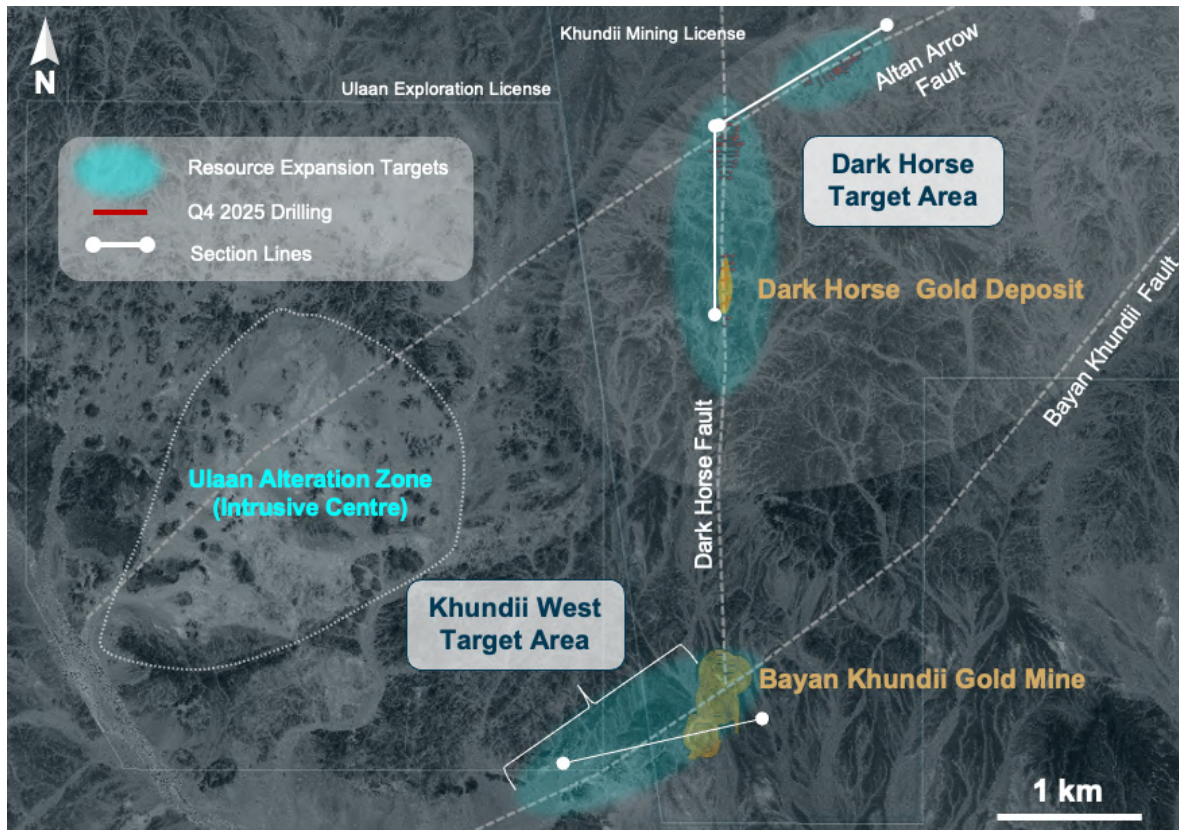 Khundii Mining License
Altan Arrow
Fault
N
Ulaan Exploration License
Resource Expansion Targets
Q4 2025 Drilling
Section Lines
Dark Horse
Target Area
Dark Horse Gold Deposit
Bayan Khundii Fault
Dark Horse Fault
Ulaan Alteration Zone
(Intrusive Centre)
Khundii West
Target Area
Bayan Khundii Gold Mine
1 km